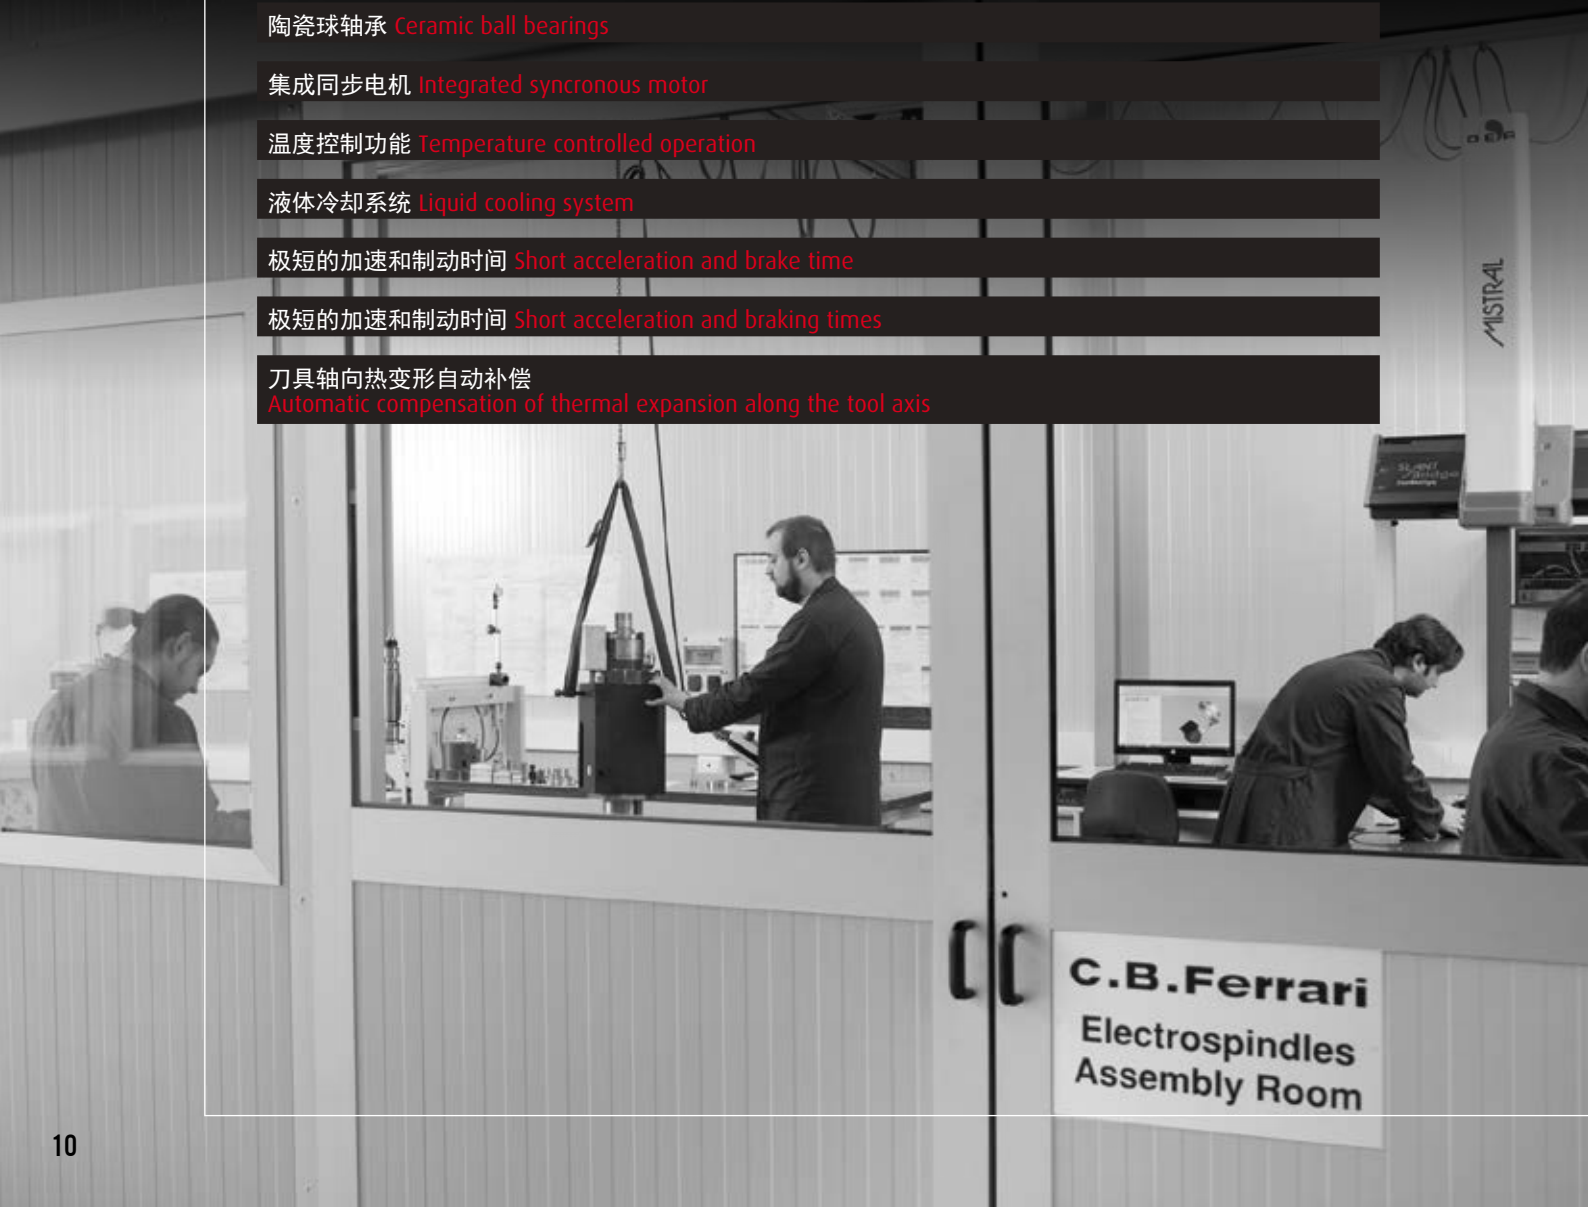 陶瓷球轴承 Ceramic ball bearings
集成同步电机 Integrated syncronous motor
温度控制功能 Temperature controlled operation
液体冷却系统 Liquid cooling system
极短的加速和制动时间 Short acceleration and brake time
极短的加速和制动时间 Short acceleration and braking times
刀具轴向热变形自动补偿
Automatic compensation of thermal expansion along the tool axis
DEA
MISTRAL
SLANT
Bridge
C.B.Ferrari
Electrospindles
Assembly Room
10